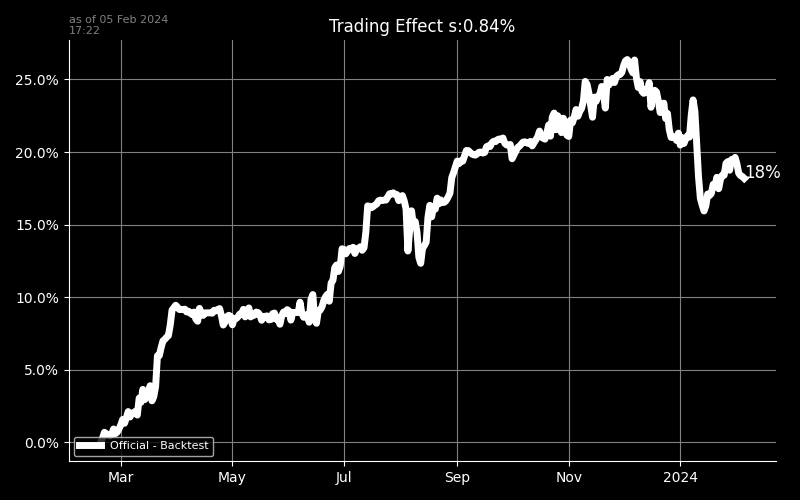 as of 05 Feb 2024
17:22
Trading Effect s:0.84%
25.0%
20.0%
15.0%
10.0%
5.0%
0.0%
18%
Official - Backtest
Mar May Jul Sep Nov 2024